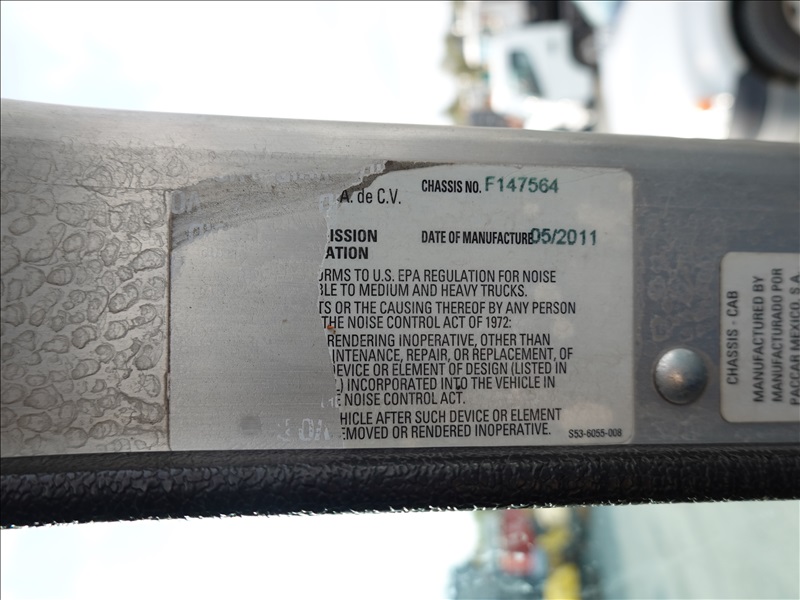 A. de C.V.
CHASSIS NO. F147564
ISSION
ATION
DATE OF MANUFACTURE 05/2011
ORMS TO U.S. EPA REGULATION FOR NOISE
LE TO MEDIUM AND HEAVY TRUCKS.
TS OR THE CAUSING THEREOF BY ANY PERSON
THE NOISE CONTROL ACT OF 1972:
RENDERING INOPERATIVE, OTHER THAN
INTENANCE, REPAIR, OR REPLACEMENT, OF
DEVICE OR ELEMENT OF DESIGN (LISTED IN
L) INCORPORATED INTO THE VEHICLE IN
E NOISE CONTROL ACT.
HICLE AFTER SUCH DEVICE OR ELEMENT
EMOVED OR RENDERED INOPERATIVE.
S53-6055-008
CHASSIS - CAB
MANUFACTURED BY
MANUFACTURADO POR
PACCAR MEXICO, S.A.